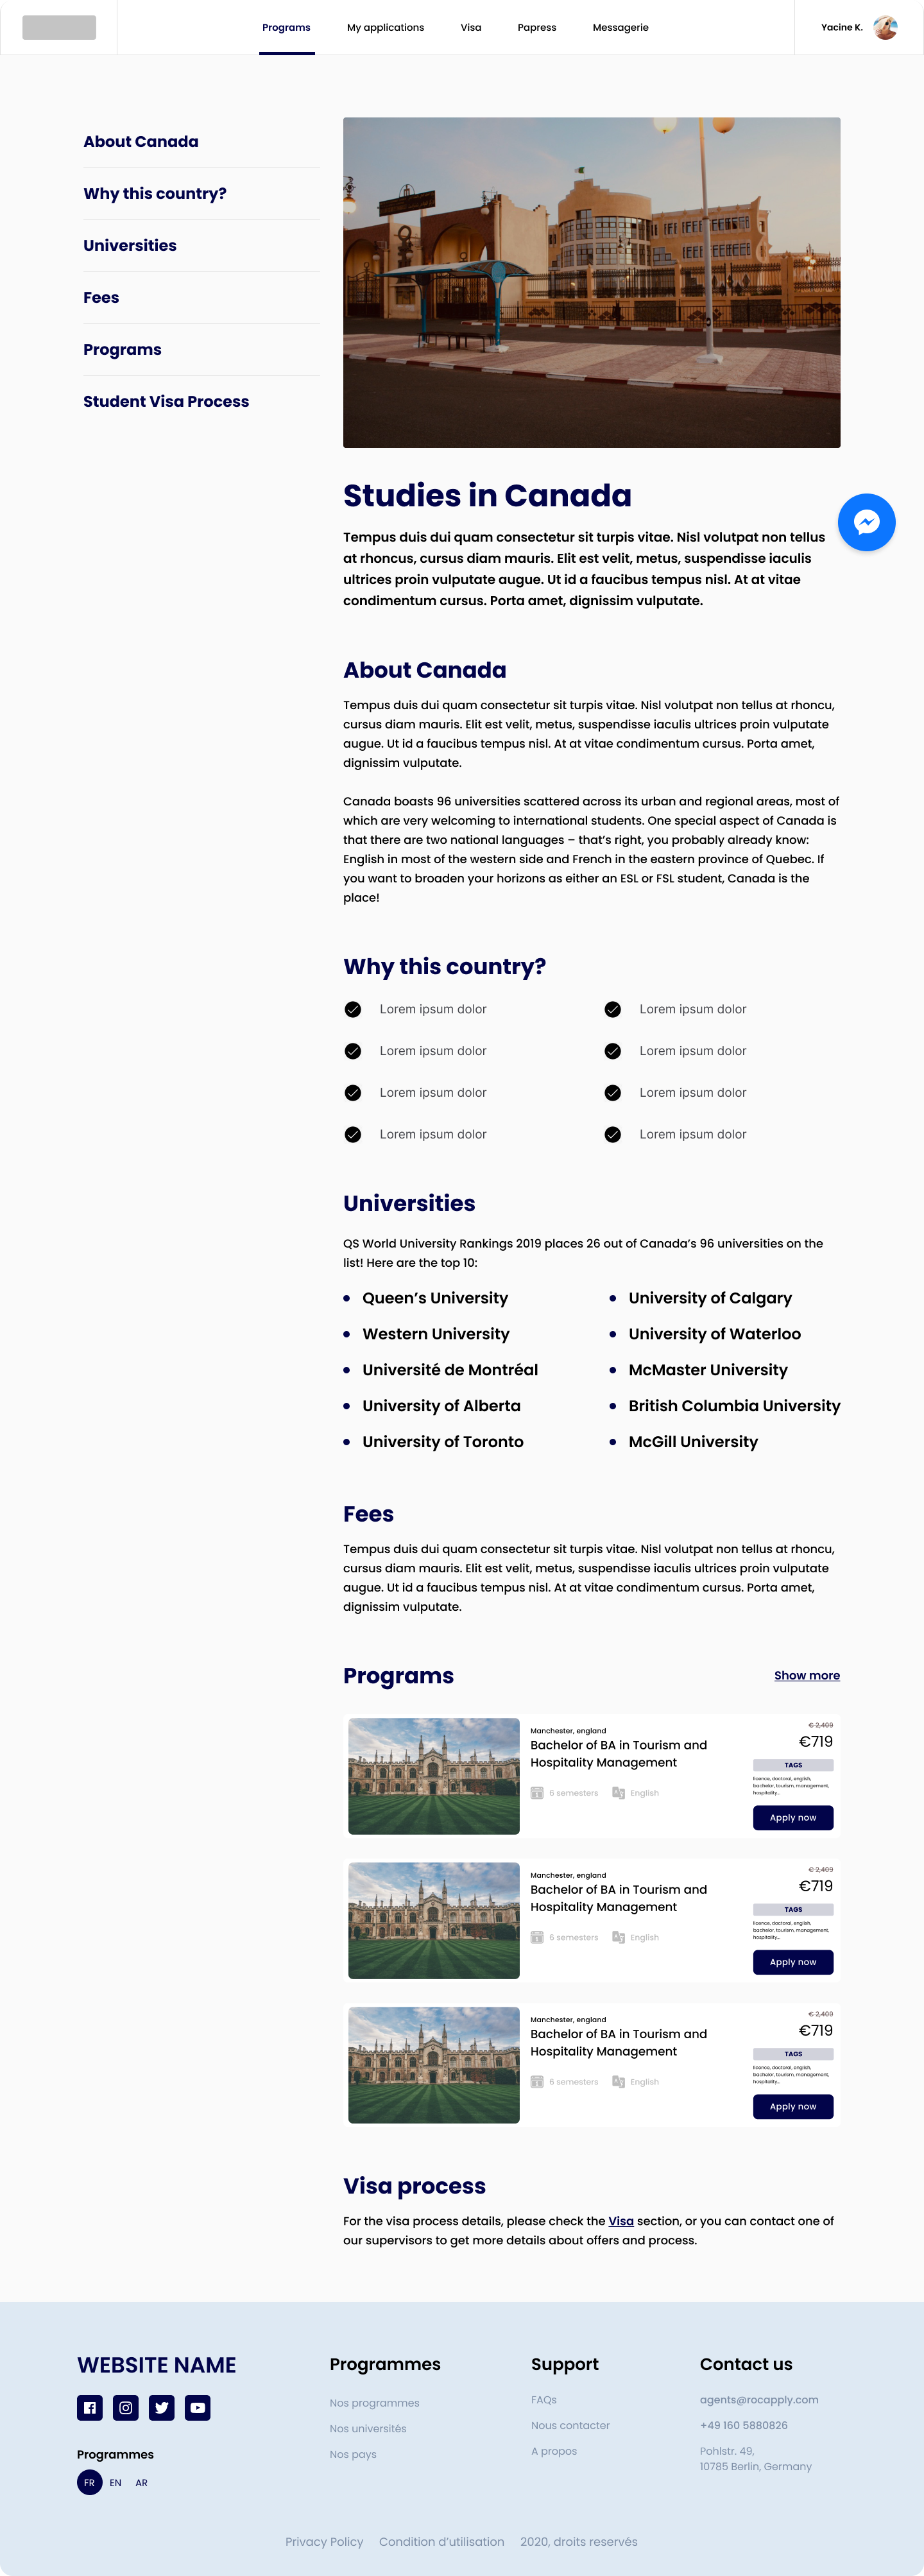 Programs
My applications
Visa
Papress
Messagerie
Yacine K.
About Canada
Why this country?
Universities
Fees
Programs
Student Visa Process
Studies in Canada
Tempus duis dui quam consectetur sit turpis vitae. Nisl volutpat non tellus
at rhoncus, cursus diam mauris. Elit est velit, metus, suspendisse iaculis
ultrices proin vulputate augue. Ut id a faucibus tempus nisl. At at vitae
condimentum cursus. Porta amet, dignissim vulputate.
About Canada
Tempus duis dui quam consectetur sit turpis vitae. Nisl volutpat non tellus at rhoncu,
cursus diam mauris. Elit est velit, metus, suspendisse iaculis ultrices proin vulputate
augue. Ut id a faucibus tempus nisl. At at vitae condimentum cursus. Porta amet,
dignissim vulputate.
Canada boasts 96 universities scattered across its urban and regional areas, most of
which are very welcoming to international students. One special aspect of Canada is
that there are two national languages – that’s right, you probably already know:
English in most of the western side and French in the eastern province of Quebec. If
you want to broaden your horizons as either an ESL or FSL student, Canada is the
place!
Why this country?
Lorem ipsum dolor
Lorem ipsum dolor
Lorem ipsum dolor
Lorem ipsum dolor
Lorem ipsum dolor
Lorem ipsum dolor
Lorem ipsum dolor
Lorem ipsum dolor
Universities
QS World University Rankings 2019 places 26 out of Canada’s 96 universities on the
list! Here are the top 10:
Queen’s University
Western University
Université de Montréal
University of Alberta
University of Toronto
University of Calgary
University of Waterloo
McMaster University
British Columbia University
McGill University
Fees
Tempus duis dui quam consectetur sit turpis vitae. Nisl volutpat non tellus at rhoncu,
cursus diam mauris. Elit est velit, metus, suspendisse iaculis ultrices proin vulputate
augue. Ut id a faucibus tempus nisl. At at vitae condimentum cursus. Porta amet,
dignissim vulputate.
Programs
Show more
Manchester, england
Bachelor of BA in Tourism and
Hospitality Management
6 semesters
English
€ 2,409
€719
TAGS
licence, doctoral, english,
bachelor, tourism, management,
hospitality...
Apply now
Manchester, england
Bachelor of BA in Tourism and
Hospitality Management
6 semesters
English
€ 2,409
€719
TAGS
licence, doctoral, english,
bachelor, tourism, management,
hospitality...
Apply now
Manchester, england
Bachelor of BA in Tourism and
Hospitality Management
6 semesters
English
€ 2,409
€719
TAGS
licence, doctoral, english,
bachelor, tourism, management,
hospitality...
Apply now
Visa process
For the visa process details, please check the Visa section, or you can contact one of
our supervisors to get more details about offers and process.
WEBSITE NAME
Programmes
FR
EN
AR
Programmes
Nos programmes
Nos universités
Nos pays
Support
FAQs
Nous contacter
A propos
Contact us
agents@rocapply.com
+49 160 5880826
Pohlstr. 49,
10785 Berlin, Germany
Privacy Policy
Condition d’utilisation
2020, droits reservés